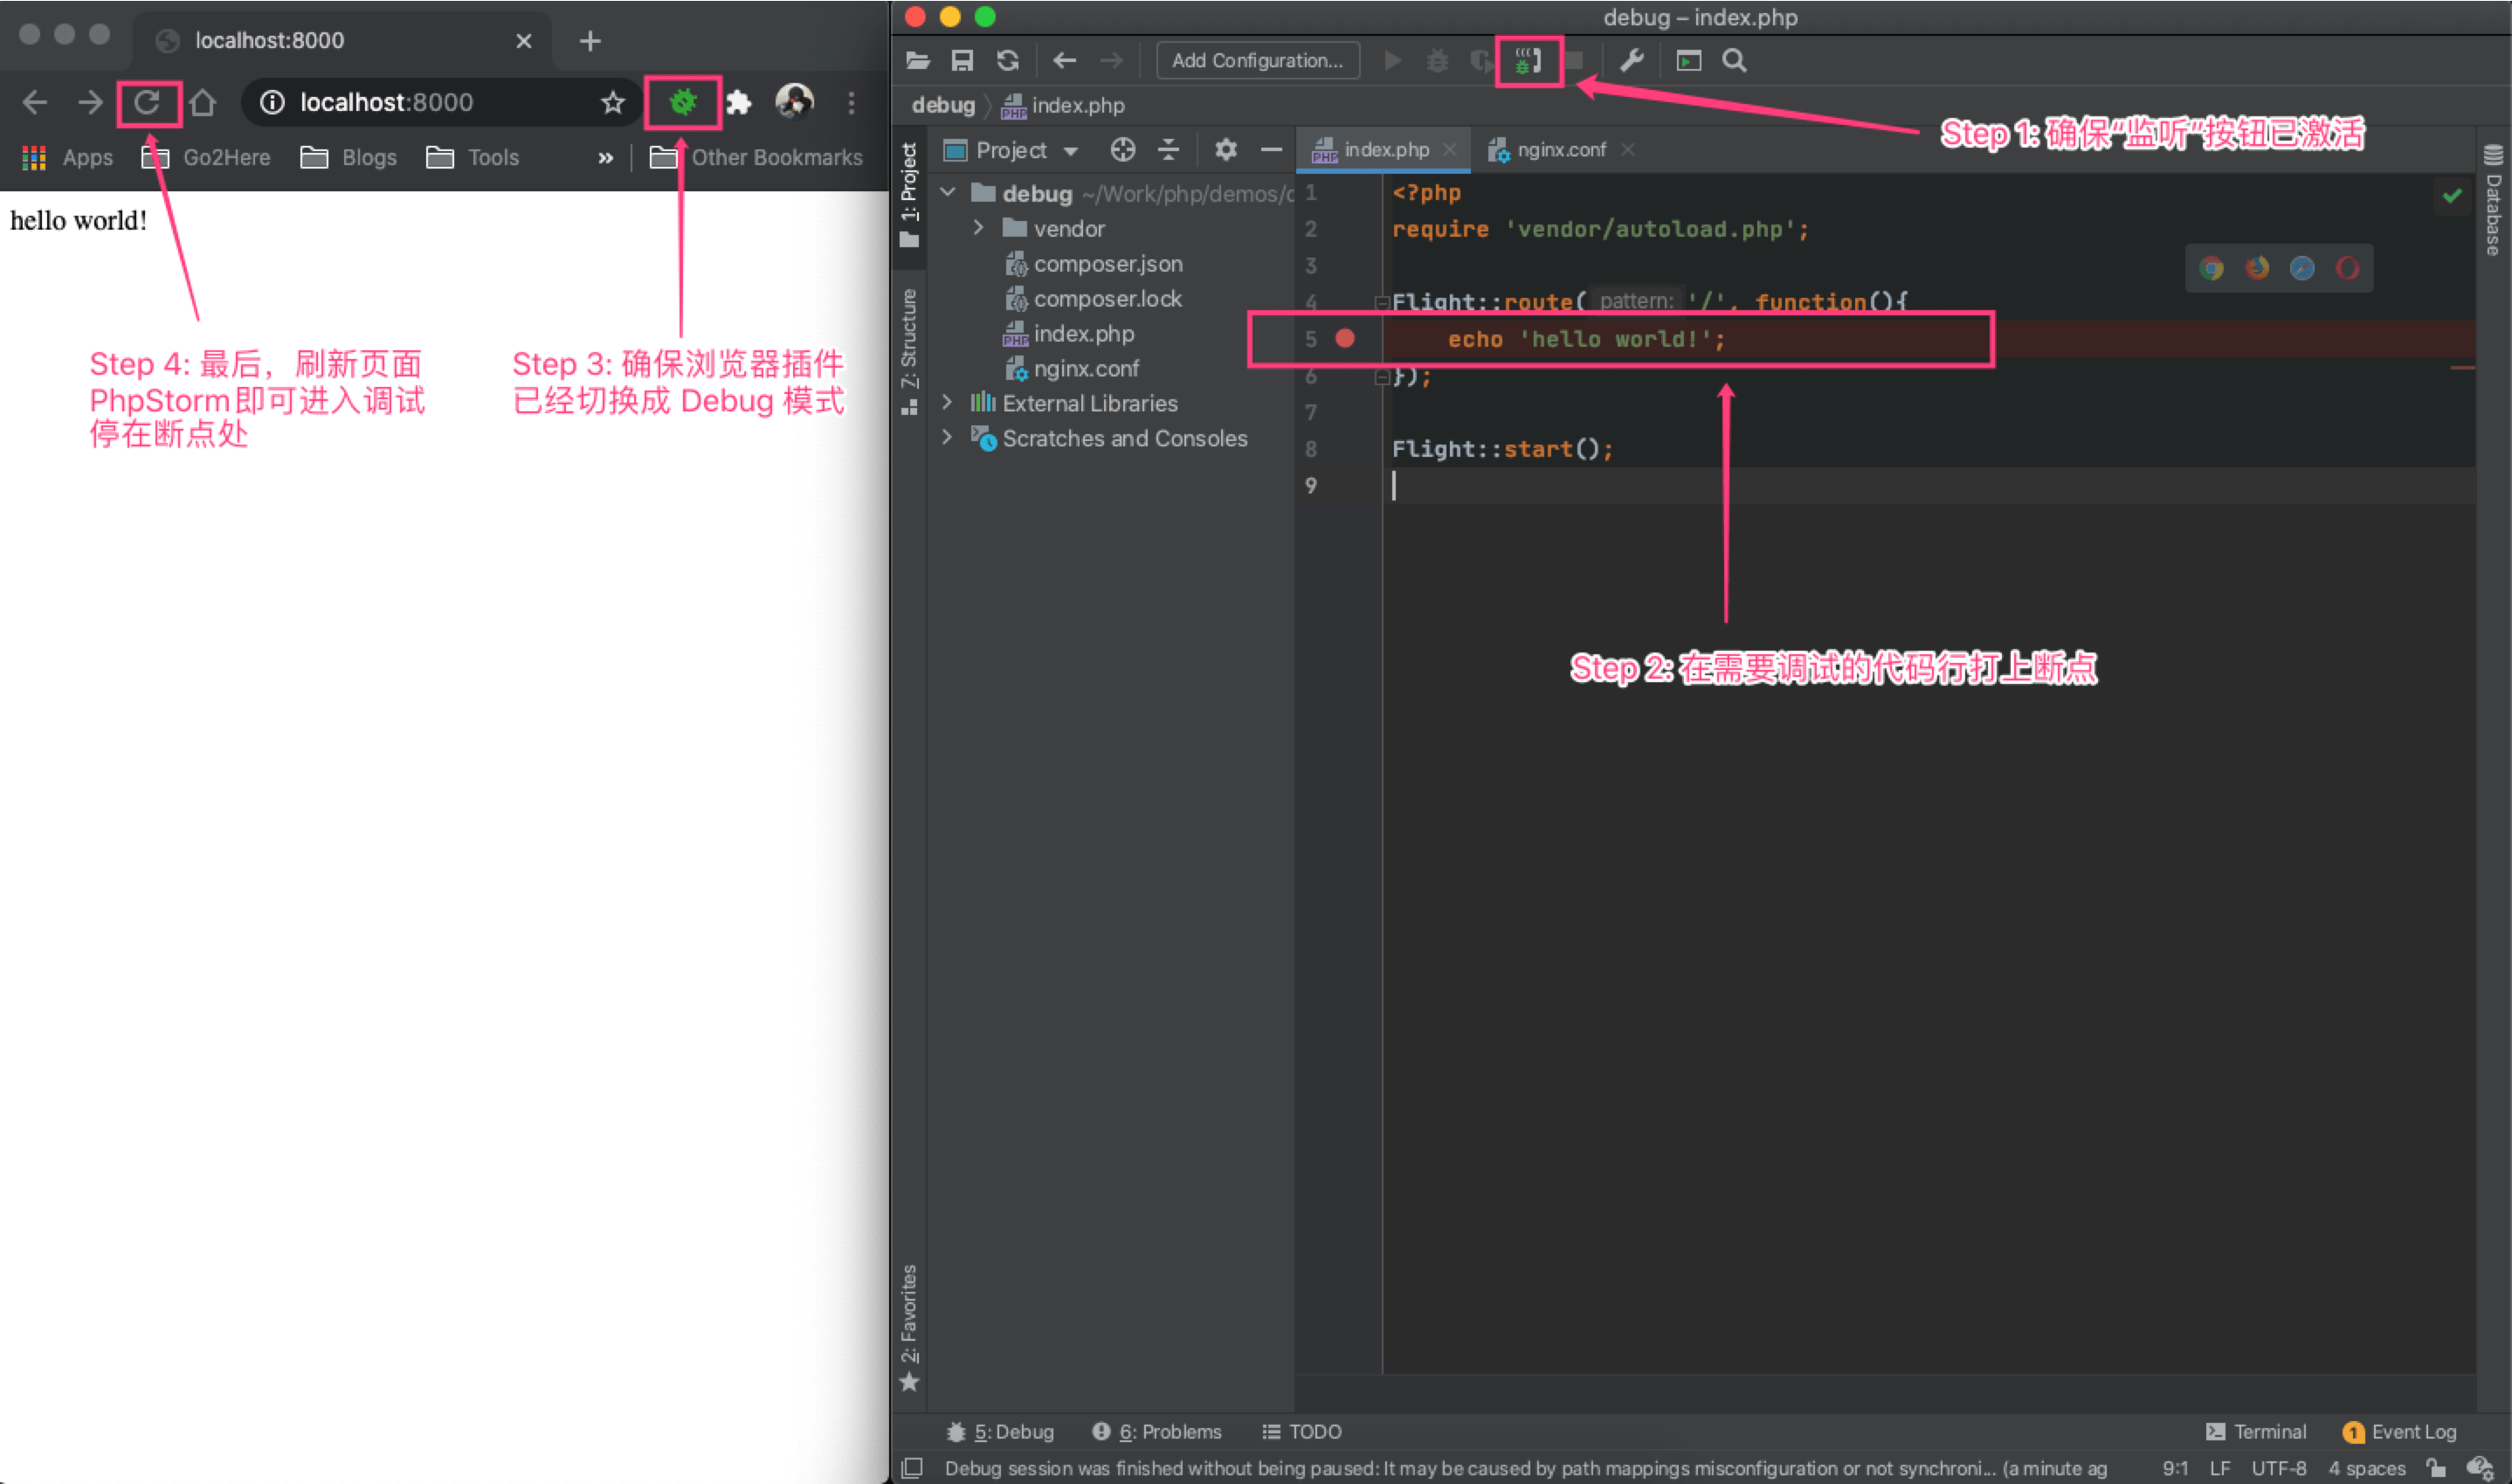 localhost:8000
localhost:8000
Apps
Go2Here
Blogs
Tools
»
Other Bookmarks
hello world!
Step 4: 最后，刷新页面
PhpStorm即可进入调试
停在断点处
Step 3: 确保浏览器插件
已经切换成 Debug 模式
debug – index.php
Add Configuration...
debug
index.php
Step 1: 确保“监听”按钮已激活
1: Project
7: Structure
2: Favorites
Project
debug ~/Work/php/demos/
vendor
composer.json
composer.lock
index.php
nginx.conf
External Libraries
Scratches and Consoles
index.php
nginx.conf
1 <?php
2 require 'vendor/autoload.php';
3
4 Flight::route( pattern: '/', function(){
5 echo 'hello world!';
6 });
7
8 Flight::start();
9
Step 2: 在需要调试的代码行打上断点
Database
5: Debug
6: Problems
TODO
Terminal
1 Event Log
Debug session was finished without being paused: It may be caused by path mappings misconfiguration or not synchroni... (a minute ag
9:1
LF
UTF-8
4 spaces